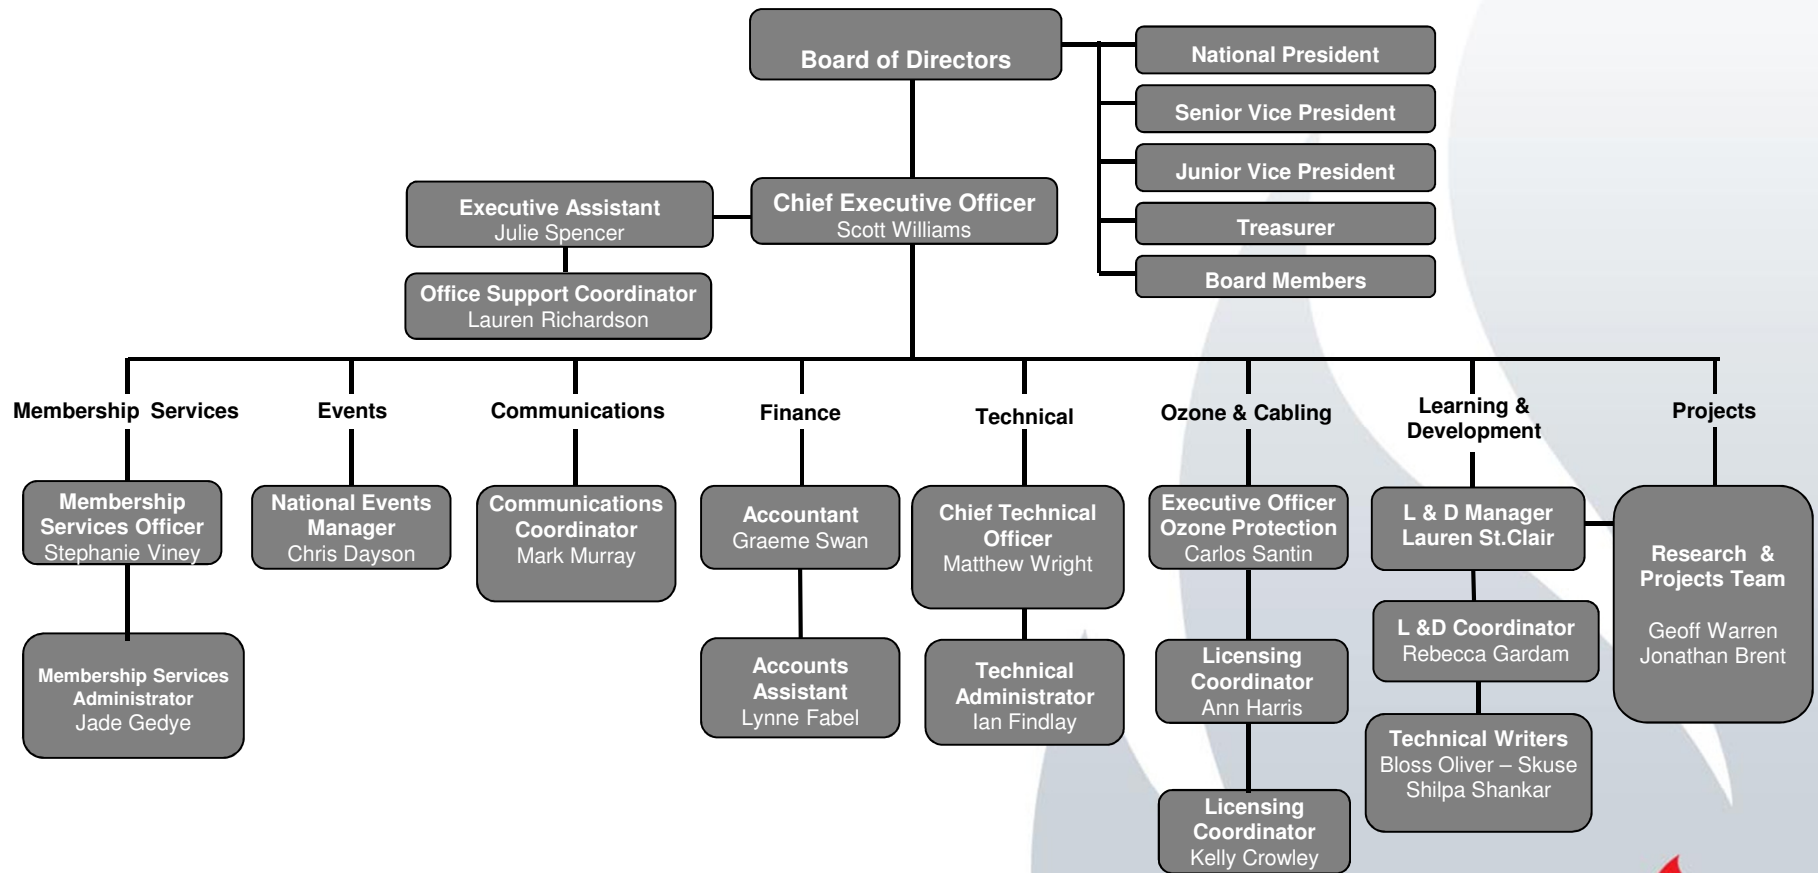 Board of Directors
National President
Senior Vice President
Junior Vice President
Treasurer
Board Members
Chief Executive Officer
Scott Williams
Executive Assistant
Julie Spencer
Office Support Coordinator
Lauren Richardson
Membership Services
Events
Communications
Finance
Technical
Ozone & Cabling
Learning &
Development
Projects
Membership
Services Officer
Stephanie Viney
Membership Services
Administrator
Jade Gedye
National Events
Manager
Chris Dayson
Communications
Coordinator
Mark Murray
Accountant
Graeme Swan
Accounts
Assistant
Lynne Fabel
Chief Technical
Officer
Matthew Wright
Technical
Administrator
Ian Findlay
Executive Officer
Ozone Protection
Carlos Santin
Licensing
Coordinator
Ann Harris
Licensing
Coordinator
Kelly Crowley
L & D Manager
Lauren St.Clair
L &D Coordinator
Rebecca Gardam
Technical Writers
Bloss Oliver – Skuse
Shilpa Shankar
Research &
Projects Team
Geoff Warren
Jonathan Brent